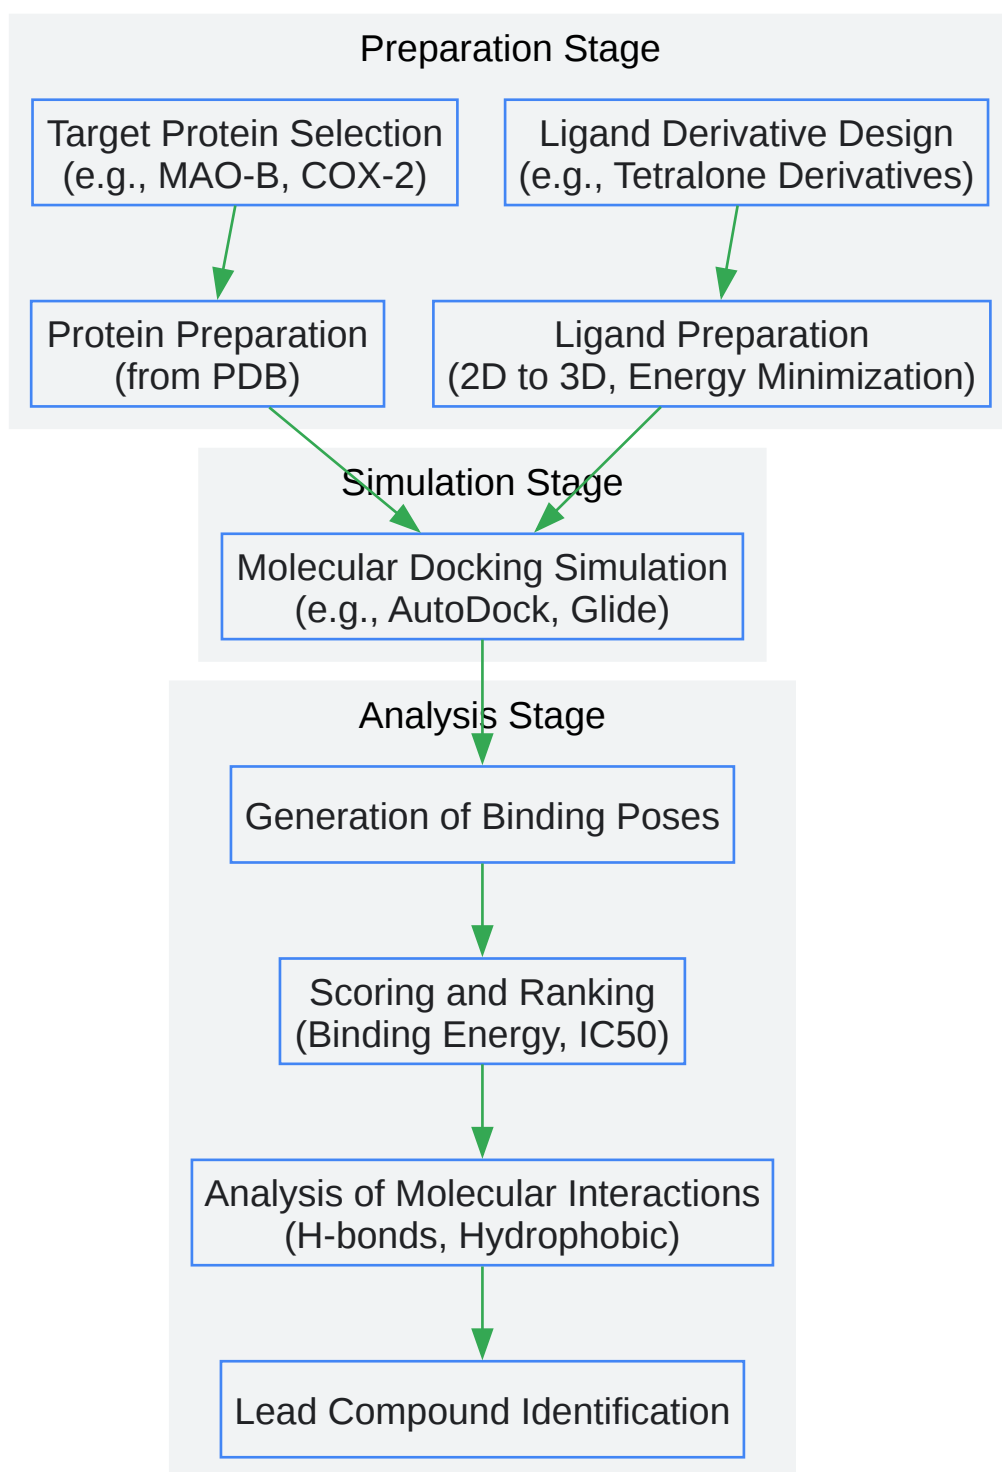 Preparation Stage
Target Protein Selection
(e.g., MAO-B, COX-2)
Ligand Derivative Design
(e.g., Tetralone Derivatives)
Protein Preparation
(from PDB)
Ligand Preparation
(2D to 3D, Energy Minimization)
Simulation Stage
Molecular Docking Simulation
(e.g., AutoDock, Glide)
Analysis Stage
Generation of Binding Poses
Scoring and Ranking
(Binding Energy, IC50)
Analysis of Molecular Interactions
(H-bonds, Hydrophobic)
Lead Compound Identification